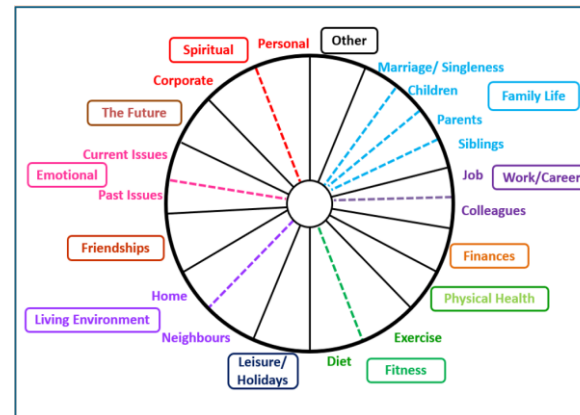 Spiritual
Personal
Other
Corporate
Marriage/ Singleness
Children
Family Life
The Future
Parents
Current Issues
Siblings
Emotional
Job
Work/Career
Past Issues
Colleagues
Friendships
Finances
Home
Physical Health
Living Environment
Neighbours
Exercise
Leisure/
Holidays
Diet
Fitness